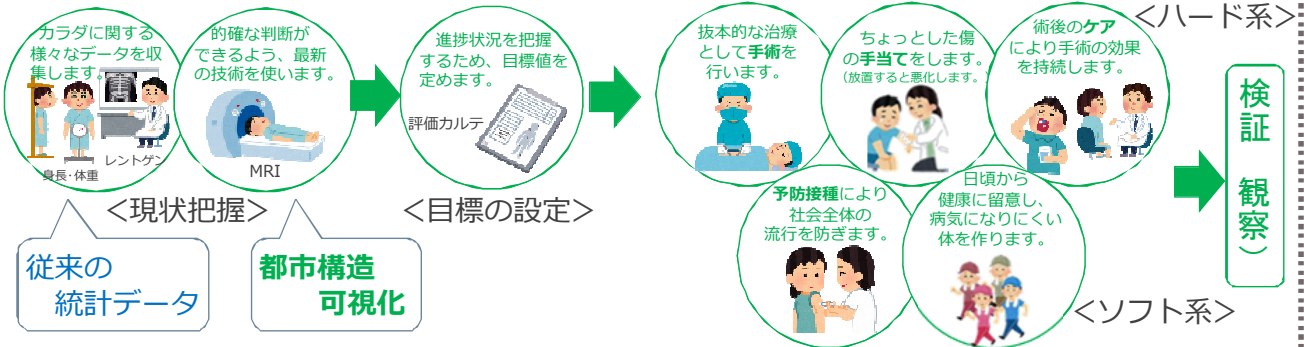 カラダに関する
様々なデータを収
集します。
身長･体重
レントゲン
的確な判断が
できるよう、最新
の技術を使います。
MRI
＜現状把握＞
従来の
統計データ
都市構造
可視化
進捗状況を把握
するため、目標値を
定めます。
評価カルテ
＜目標の設定＞
抜本的な治療
として手術を
行います。
ちょっとした傷
の手当てをします。
（放置すると悪化します。）
術後のケア
により手術の効果
を持続します。
＜ハード系＞
予防接種により
社会全体の
流行を防ぎます。
日頃から
健康に留意し、
病気になりにくい
体を作ります。
＜ソフト系＞
検証　観察）